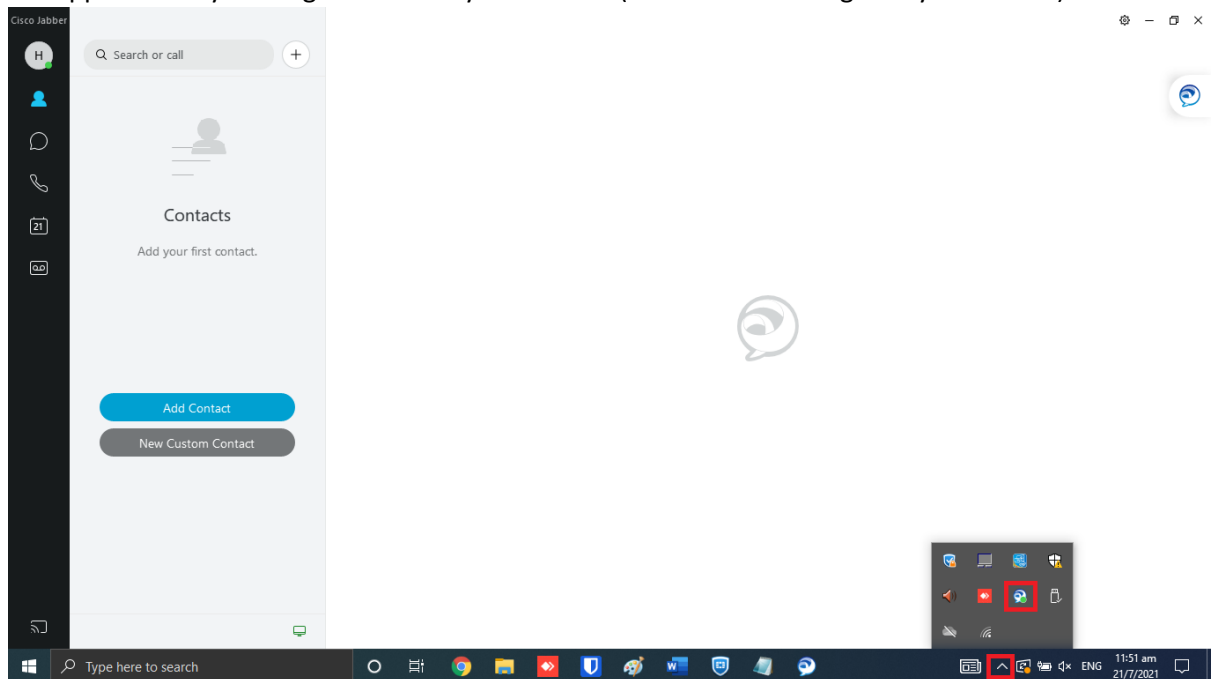 Cisco Jabber
H
Search or call
21
Contacts
Add your first contact.
Add Contact
New Custom Contact
Type here to search
ENG
11:51 am
21/7/2021